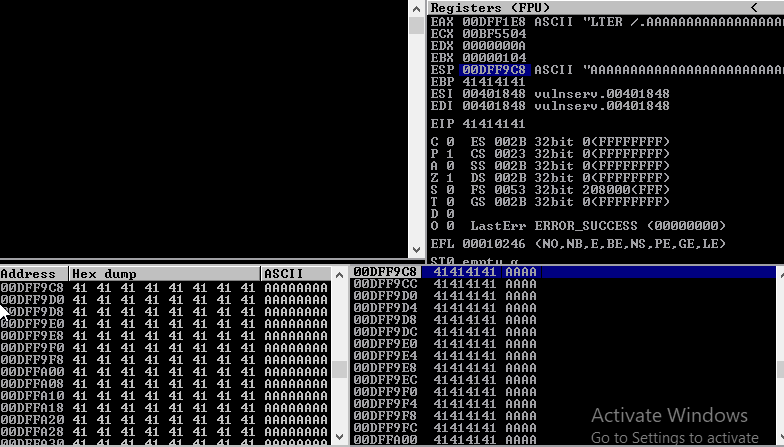 Registers (FPU) <
EAX 00DFF1E8 ASCII "LTER /.AAAAAAAAAAAAAAAAAA
ECX 00BF5504
EDX 0000000A
EBX 00000104
ESP 00DFF9C8 ASCII "AAAAAAAAAAAAAAAAAAAAAAAAA
EBP 41414141
ESI 00401848 vulnserv.00401848
EDI 00401848 vulnserv.00401848
EIP 41414141
C 0 ES 002B 32bit 0(FFFFFFFF)
P 1 CS 0023 32bit 0(FFFFFFFF)
A 0 SS 002B 32bit 0(FFFFFFFF)
Z 1 DS 002B 32bit 0(FFFFFFFF)
S 0 FS 0053 32bit 208000(FFF)
T 0 GS 002B 32bit 0(FFFFFFFF)
D 0
O 0 LastErr ERROR_SUCCESS (00000000)
EFL 00010246 (NO,NB,E,BE,NS,PE,GE,LE)
ST0 empty g
Address Hex dump ASCII
00DFF9C8 41 41 41 41 41 41 41 41 AAAAAAAA
00DFF9D0 41 41 41 41 41 41 41 41 AAAAAAAA
00DFF9D8 41 41 41 41 41 41 41 41 AAAAAAAA
00DFF9E0 41 41 41 41 41 41 41 41 AAAAAAAA
00DFF9E8 41 41 41 41 41 41 41 41 AAAAAAAA
00DFF9F0 41 41 41 41 41 41 41 41 AAAAAAAA
00DFF9F8 41 41 41 41 41 41 41 41 AAAAAAAA
00DFFA00 41 41 41 41 41 41 41 41 AAAAAAAA
00DFFA08 41 41 41 41 41 41 41 41 AAAAAAAA
00DFFA10 41 41 41 41 41 41 41 41 AAAAAAAA
00DFFA18 41 41 41 41 41 41 41 41 AAAAAAAA
00DFFA20 41 41 41 41 41 41 41 41 AAAAAAAA
00DFFA28 41 41 41 41 41 41 41 41 AAAAAAAA
00DFFA30 41 41 41 41 41 41 41 41 AAAAAAAA
00DFF9C8 41414141 AAAA
00DFF9CC 41414141 AAAA
00DFF9D0 41414141 AAAA
00DFF9D4 41414141 AAAA
00DFF9D8 41414141 AAAA
00DFF9DC 41414141 AAAA
00DFF9E0 41414141 AAAA
00DFF9E4 41414141 AAAA
00DFF9E8 41414141 AAAA
00DFF9EC 41414141 AAAA
00DFF9F0 41414141 AAAA
00DFF9F4 41414141 AAAA
00DFF9F8 41414141 AAAA
00DFF9FC 41414141 AAAA
00DFFA00 41414141 AAAA
Activate Windows
Go to Settings to activate